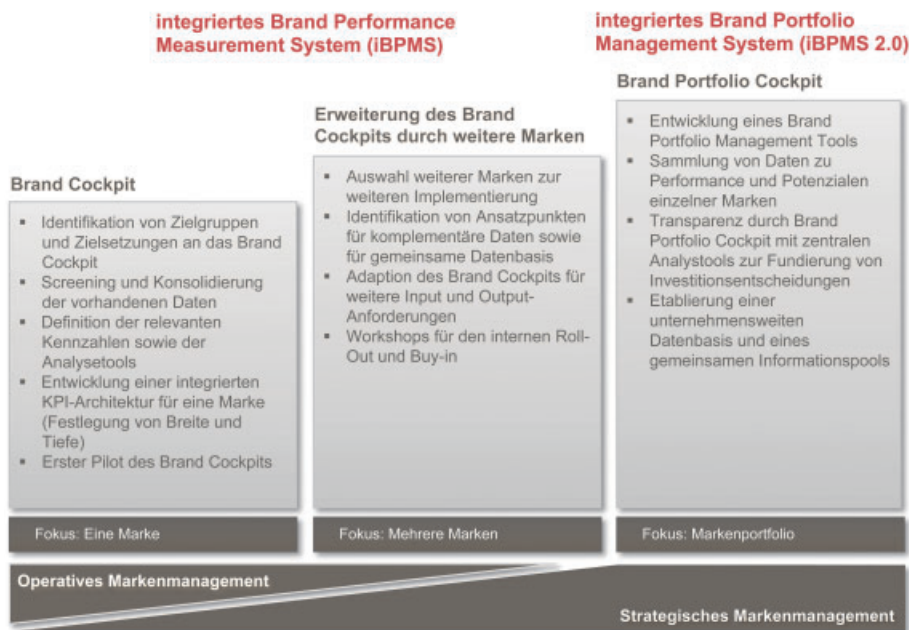 integriertes Brand Performance
Measurement System (iBPMS)
integriertes Brand Portfolio
Management System (iBPMS 2.0)
Brand Cockpit
▪ Identifikation von Zielgruppen
und Zielsetzungen an das Brand
Cockpit
▪ Screening und Konsolidierung
der vorhandenen Daten
▪ Definition der relevanten
Kennzahlen sowie der
Analysetools
▪ Entwicklung einer integrierten
KPI-Architektur für eine Marke
(Festlegung von Breite und
Tiefe)
▪ Erster Pilot des Brand Cockpits
Fokus: Eine Marke
Erweiterung des Brand
Cockpits durch weitere Marken
▪ Auswahl weiterer Marken zur
weiteren Implementierung
▪ Identifikation von Ansatzpunkten
für komplementäre Daten sowie
für gemeinsame Datenbasis
▪ Adaption des Brand Cockpits für
weitere Input und Output-
Anforderungen
▪ Workshops für den internen Roll-
Out und Buy-in
Fokus: Mehrere Marken
Brand Portfolio Cockpit
▪ Entwicklung eines Brand
Portfolio Management Tools
▪ Sammlung von Daten zu
Performance und Potenzialen
einzelner Marken
▪ Transparenz durch Brand
Portfolio Cockpit mit zentralen
Analystools zur Fundierung von
Investitionsentscheidungen
▪ Etablierung einer
unternehmensweiten
Datenbasis und eines
gemeinsamen Informationspools
Fokus: Markenportfolio
Operatives Markenmanagement
Strategisches Markenmanagement